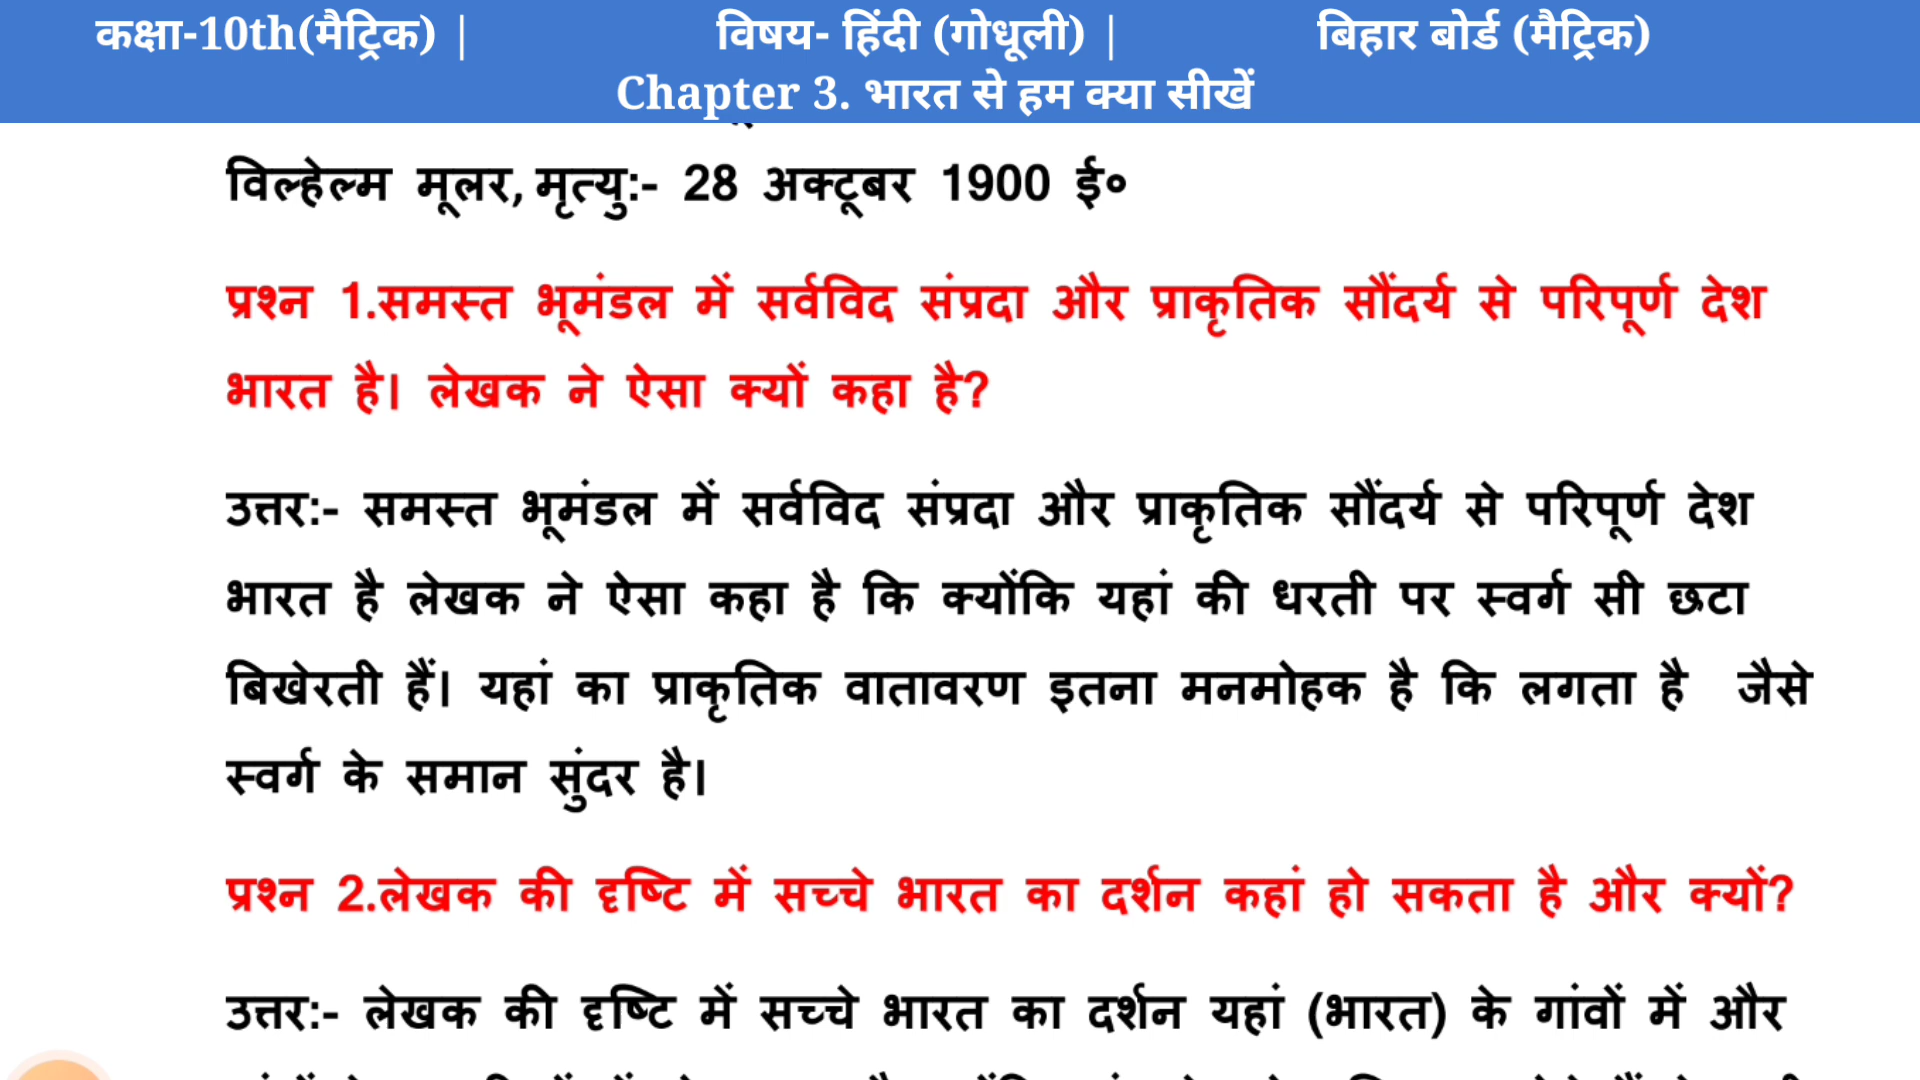 कक्षा-10th(मैट्रिक) | विषय- हिंदी (गोधूली) | बिहार बोर्ड (मैट्रिक)
Chapter 3. भारत से हम क्या सीखें
विल्हेल्म मूलर, मृत्यु:- 28 अक्टूबर 1900 ई०
प्रश्न 1.समस्त भूमंडल में सर्वविद संप्रदा और प्राकृतिक सौंदर्य से परिपूर्ण देश
भारत है। लेखक ने ऐसा क्यों कहा है?
उत्तर:- समस्त भूमंडल में सर्वविद संप्रदा और प्राकृतिक सौंदर्य से परिपूर्ण देश
भारत है लेखक ने ऐसा कहा है कि क्योंकि यहां की धरती पर स्वर्ग सी छटा
बिखेरती हैं। यहां का प्राकृतिक वातावरण इतना मनमोहक है कि लगता है जैसे
स्वर्ग के समान सुंदर है।
प्रश्न 2.लेखक की दृष्टि में सच्चे भारत का दर्शन कहां हो सकता है और क्यों?
उत्तर:- लेखक की दृष्टि में सच्चे भारत का दर्शन यहां (भारत) के गांवों में और